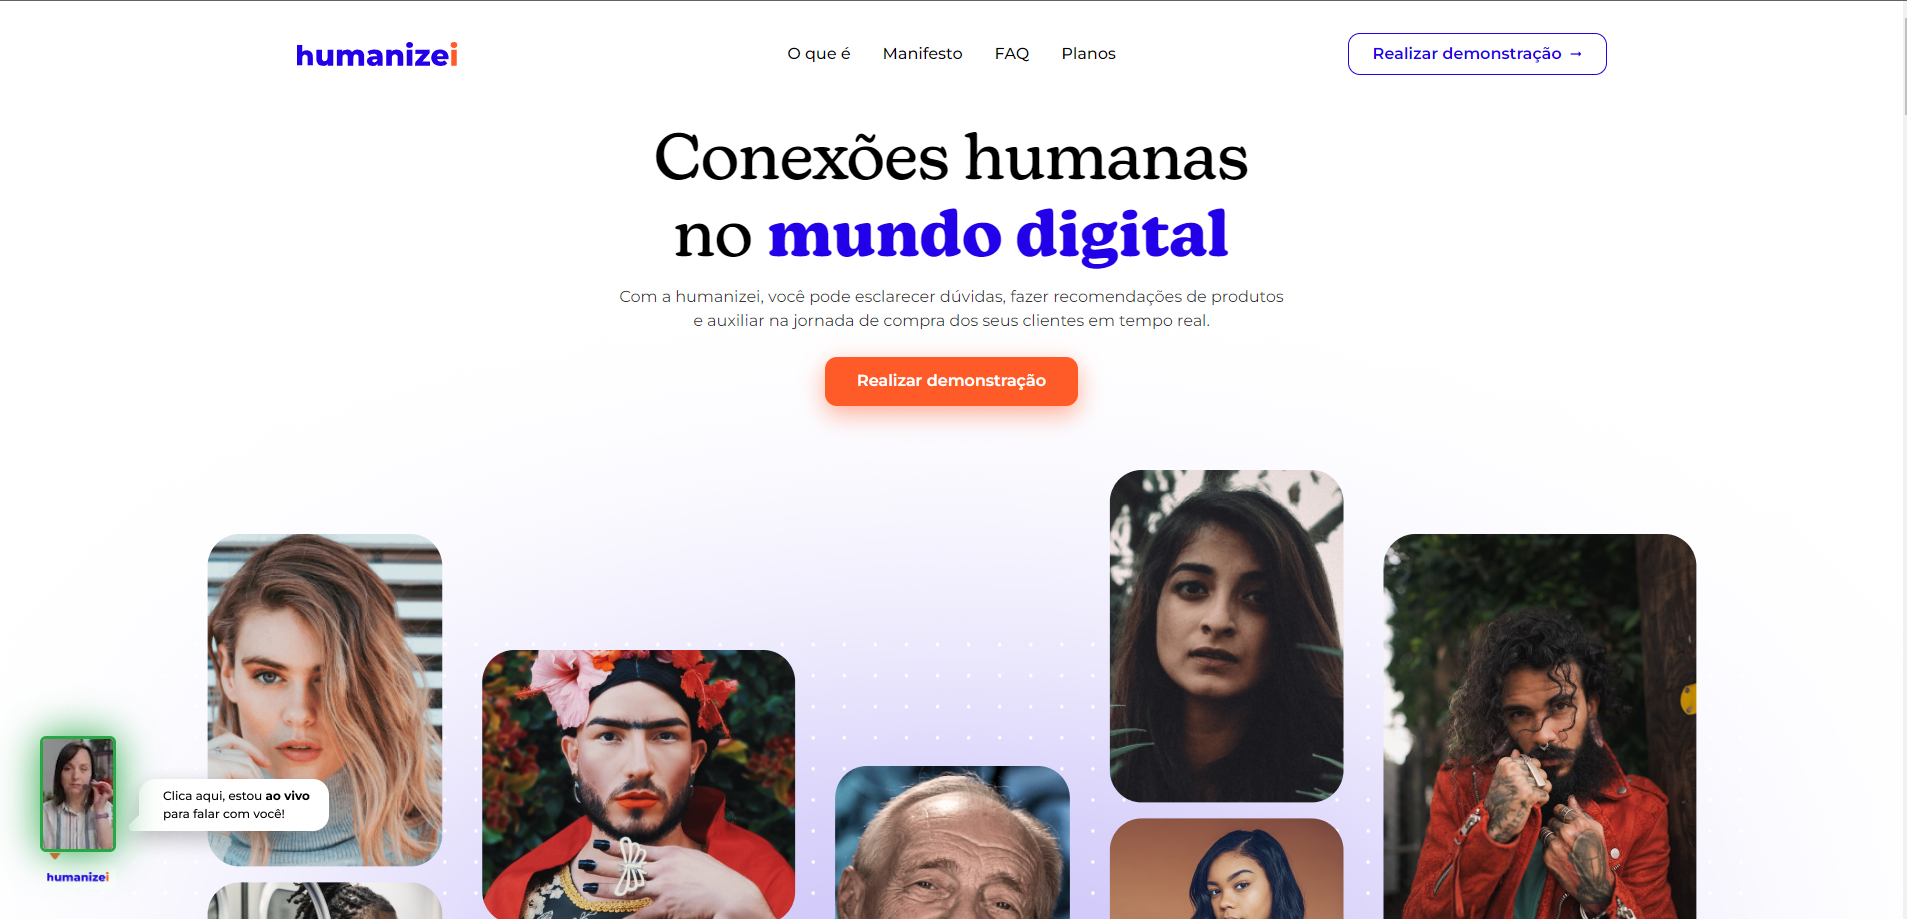 humanizei
O que é
Manifesto
FAQ
Planos
Realizar demonstração →
Conexões humanas
no mundo digital
Com a humanizei, você pode esclarecer dúvidas, fazer recomendações de produtos
e auxiliar na jornada de compra dos seus clientes em tempo real.
Realizar demonstração
Clica aqui, estou ao vivo
para falar com você!
humanizei